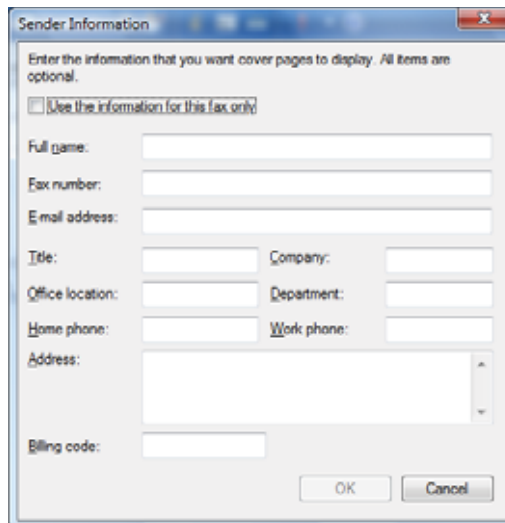 Sender Information
Enter the information that you want cover pages to display. All items are
optional.
Use the information for this fax only
Full name:
Fax number:
E-mail address:
Title:
Company:
Office location:
Department:
Home phone:
Work phone:
Address:
Billing code:
OK
Cancel